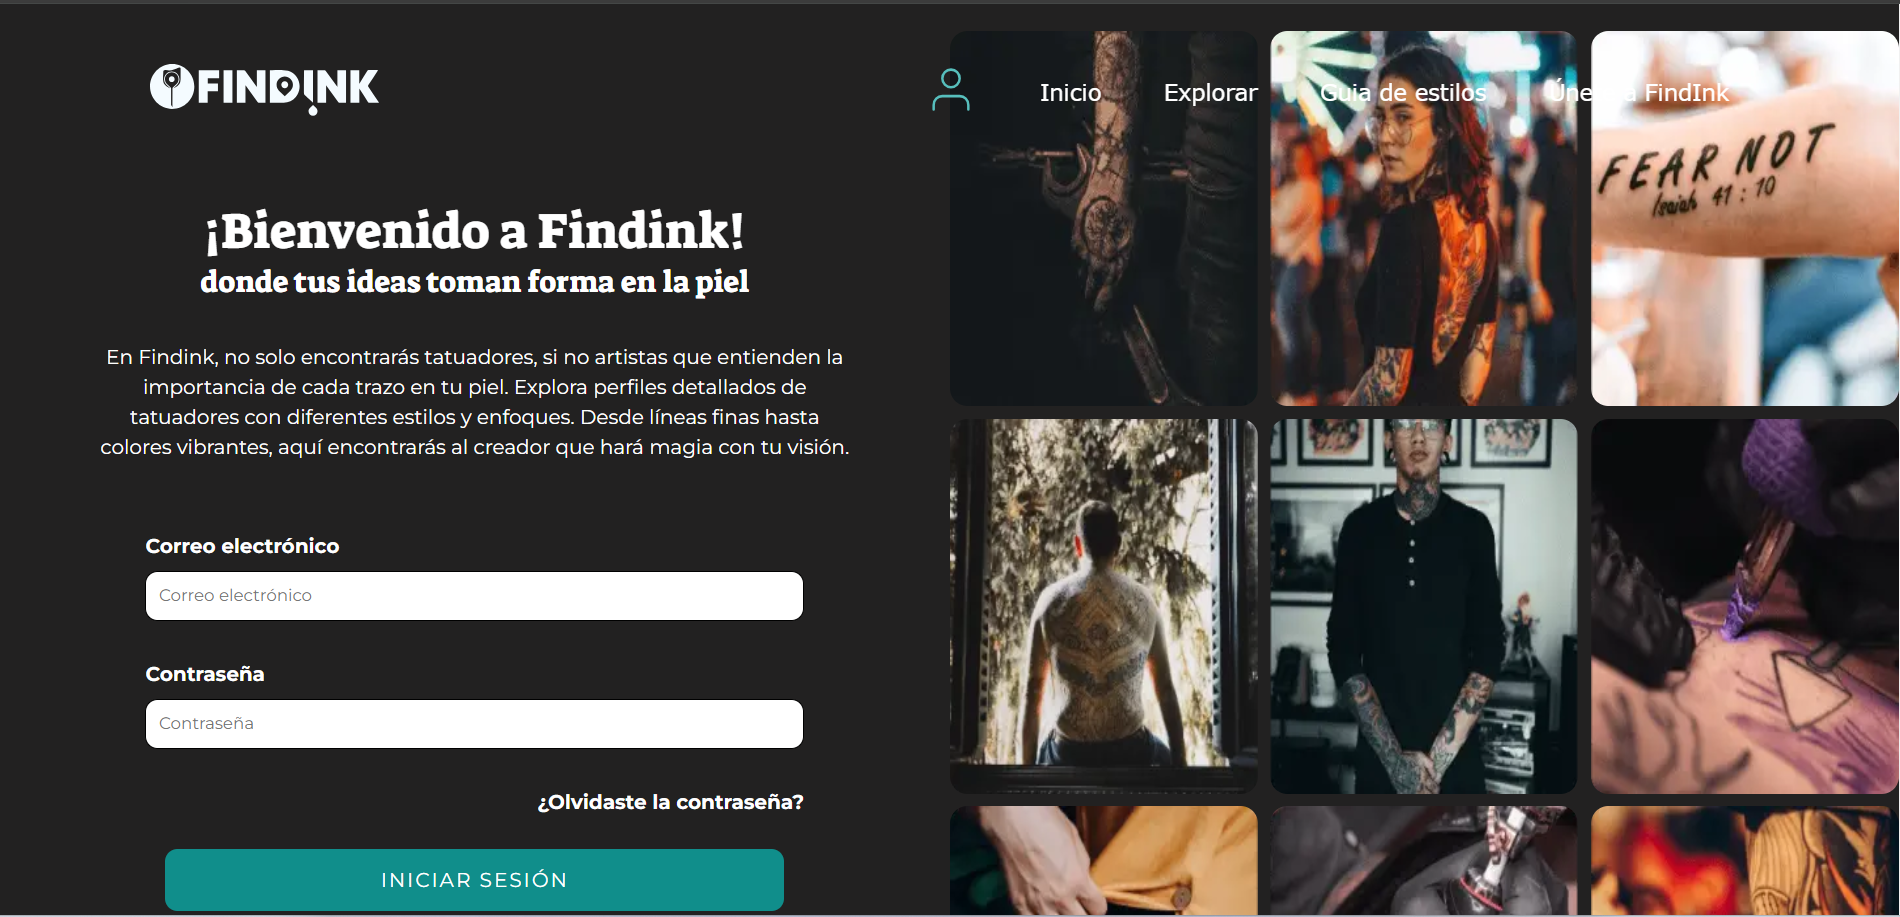 FINDINK
Inicio
Explorar
Guia de estilos
Únete a FindInk
FEAR NOT
Isaiah 41 : 10
¡Bienvenido a Findink!
donde tus ideas toman forma en la piel
En Findink, no solo encontrarás tatuadores, si no artistas que entienden la
importancia de cada trazo en tu piel. Explora perfiles detallados de
tatuadores con diferentes estilos y enfoques. Desde líneas finas hasta
colores vibrantes, aquí encontrarás al creador que hará magia con tu visión.
Correo electrónico
Correo electrónico
Contraseña
Contraseña
¿Olvidaste la contraseña?
INICIAR SESIÓN